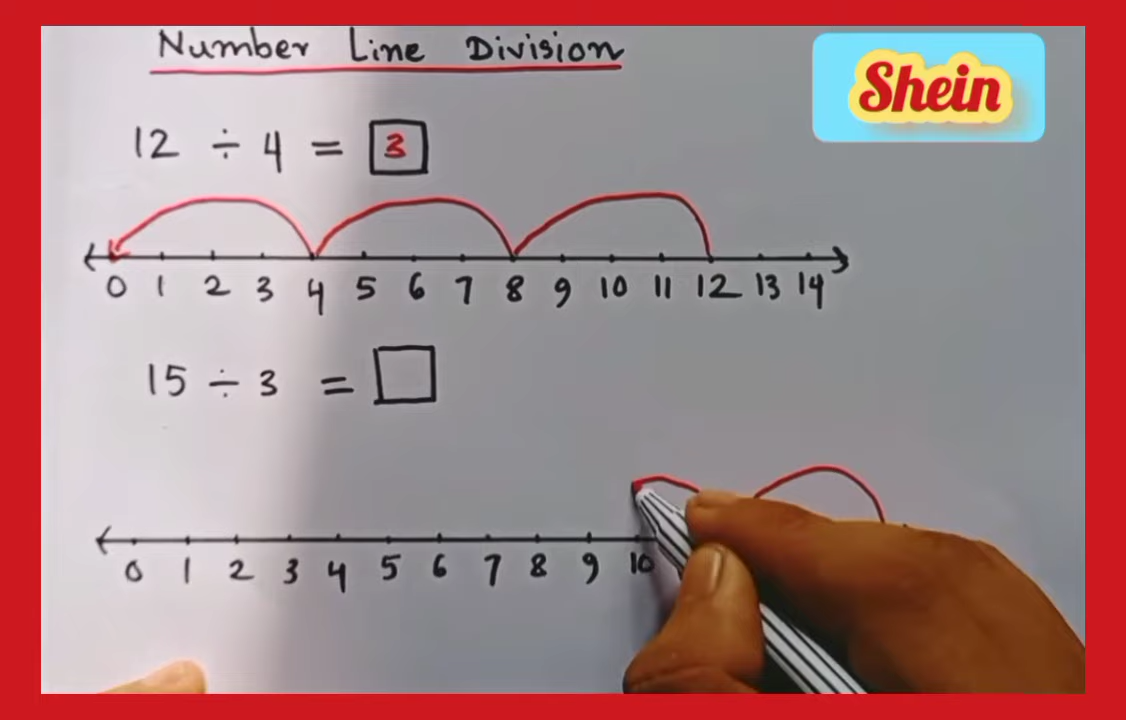 Number Line Division
Shein
12 ÷ 4 = 3
0 1 2 3 4 5 6 7 8 9 10 11 12 13 14
15 ÷ 3 =
0 1 2 3 4 5 6 7 8 9 10